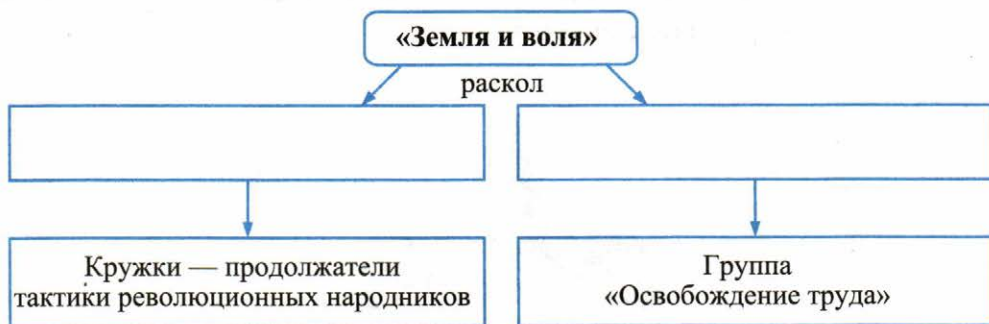 «Земля и воля»
раскол
Кружки — продолжатели
тактики революционных народников
Группа
«Освобождение труда»